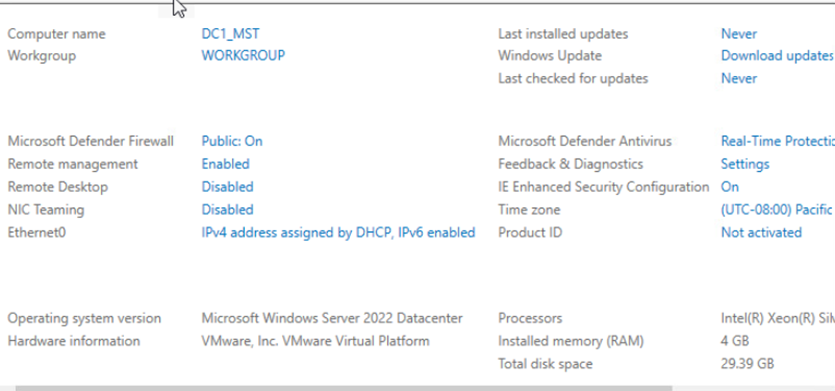 Computer name DC1_MST Last installed updates Never
Workgroup WORKGROUP Windows Update Download updates
Last checked for updates Never
Microsoft Defender Firewall Public: On Microsoft Defender Antivirus Real-Time Protectio
Remote management Enabled Feedback & Diagnostics Settings
Remote Desktop Disabled IE Enhanced Security Configuration On
NIC Teaming Disabled Time zone (UTC-08:00) Pacific
Ethernet0 IPv4 address assigned by DHCP, IPv6 enabled Product ID Not activated
Operating system version Microsoft Windows Server 2022 Datacenter Processors Intel(R) Xeon(R)
Hardware information VMware, Inc. VMware Virtual Platform Installed memory (RAM) 4 GB
Total disk space 29.39 GB